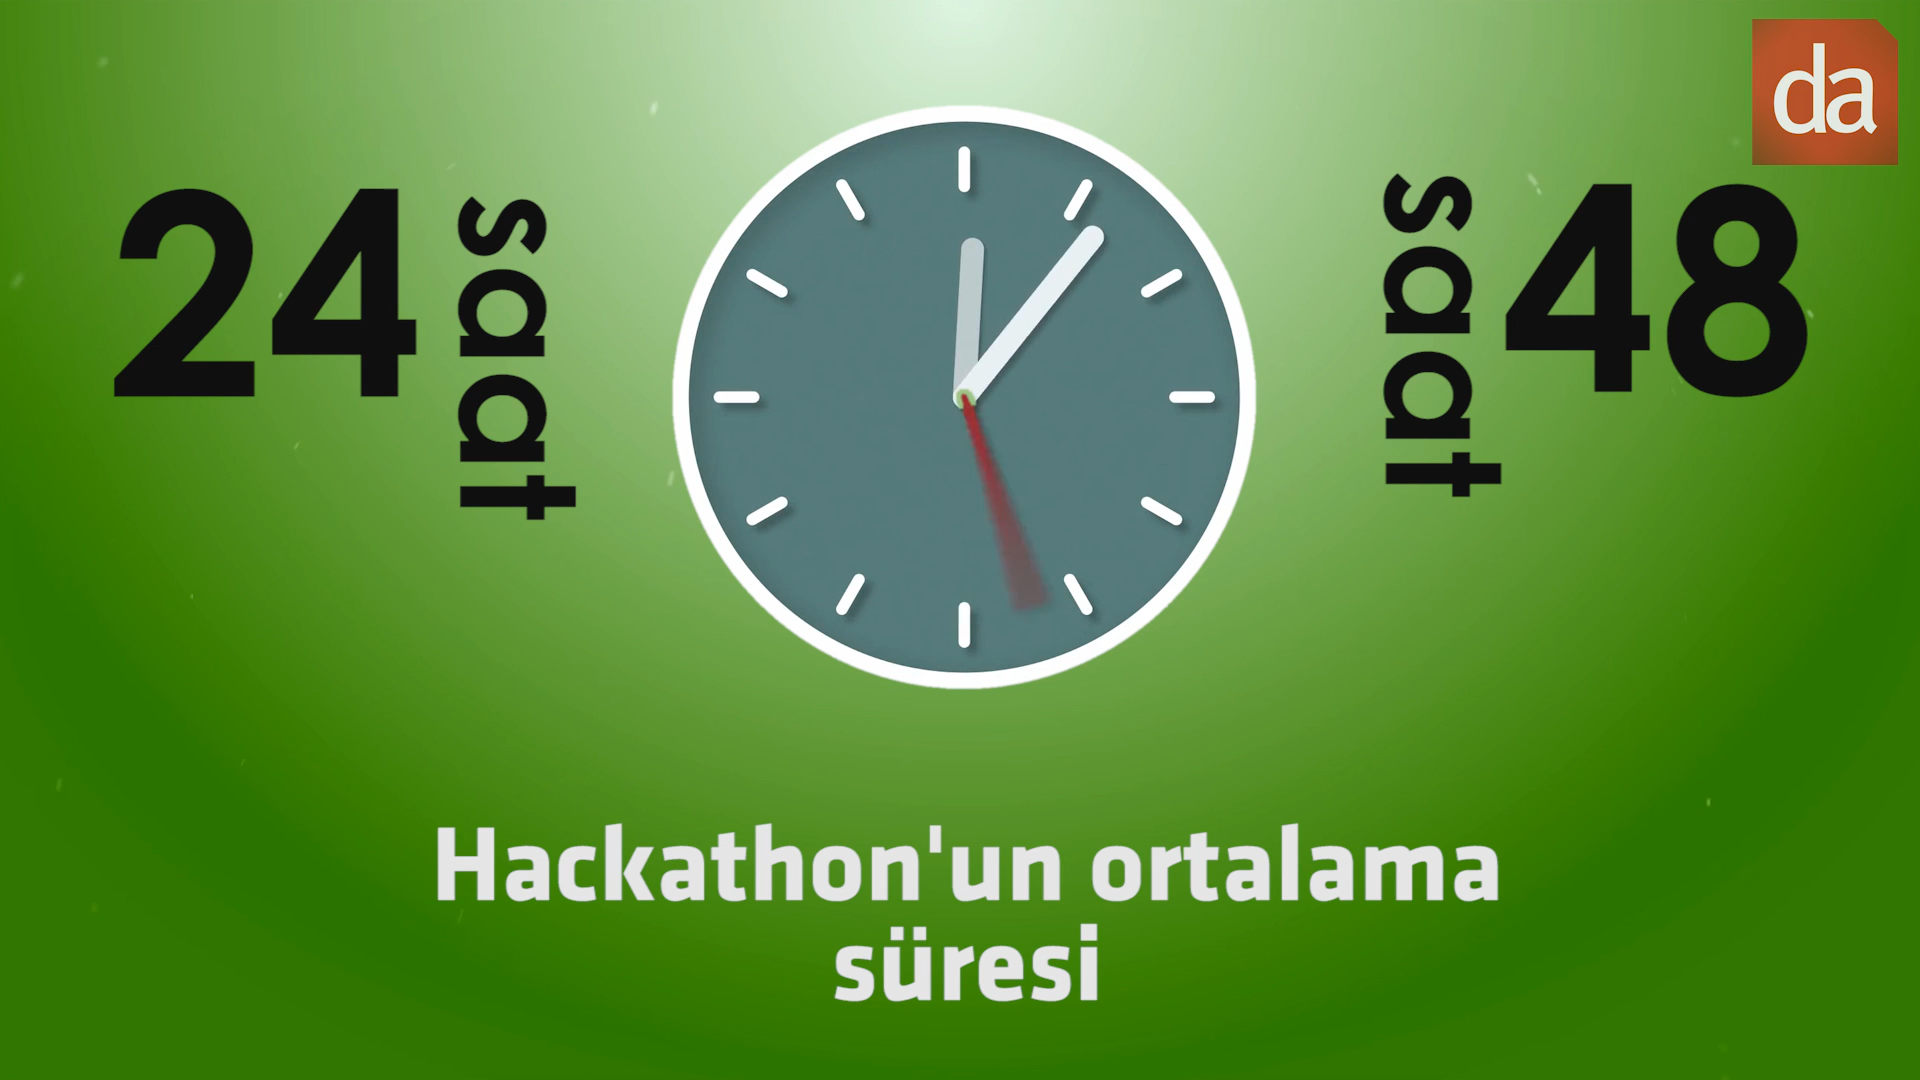 da
24 saat
48 saat
Hackathon'un ortalama
süresi